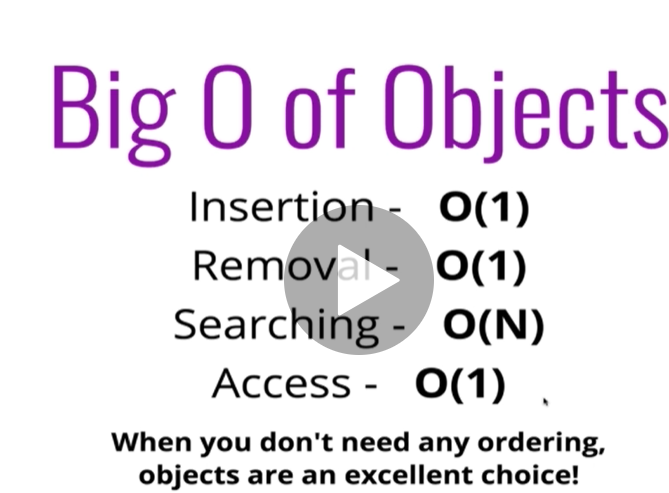 Big O of Objects
Insertion - O(1)
Removal - O(1)
Searching - O(N)
Access - O(1)
When you don't need any ordering,
objects are an excellent choice!